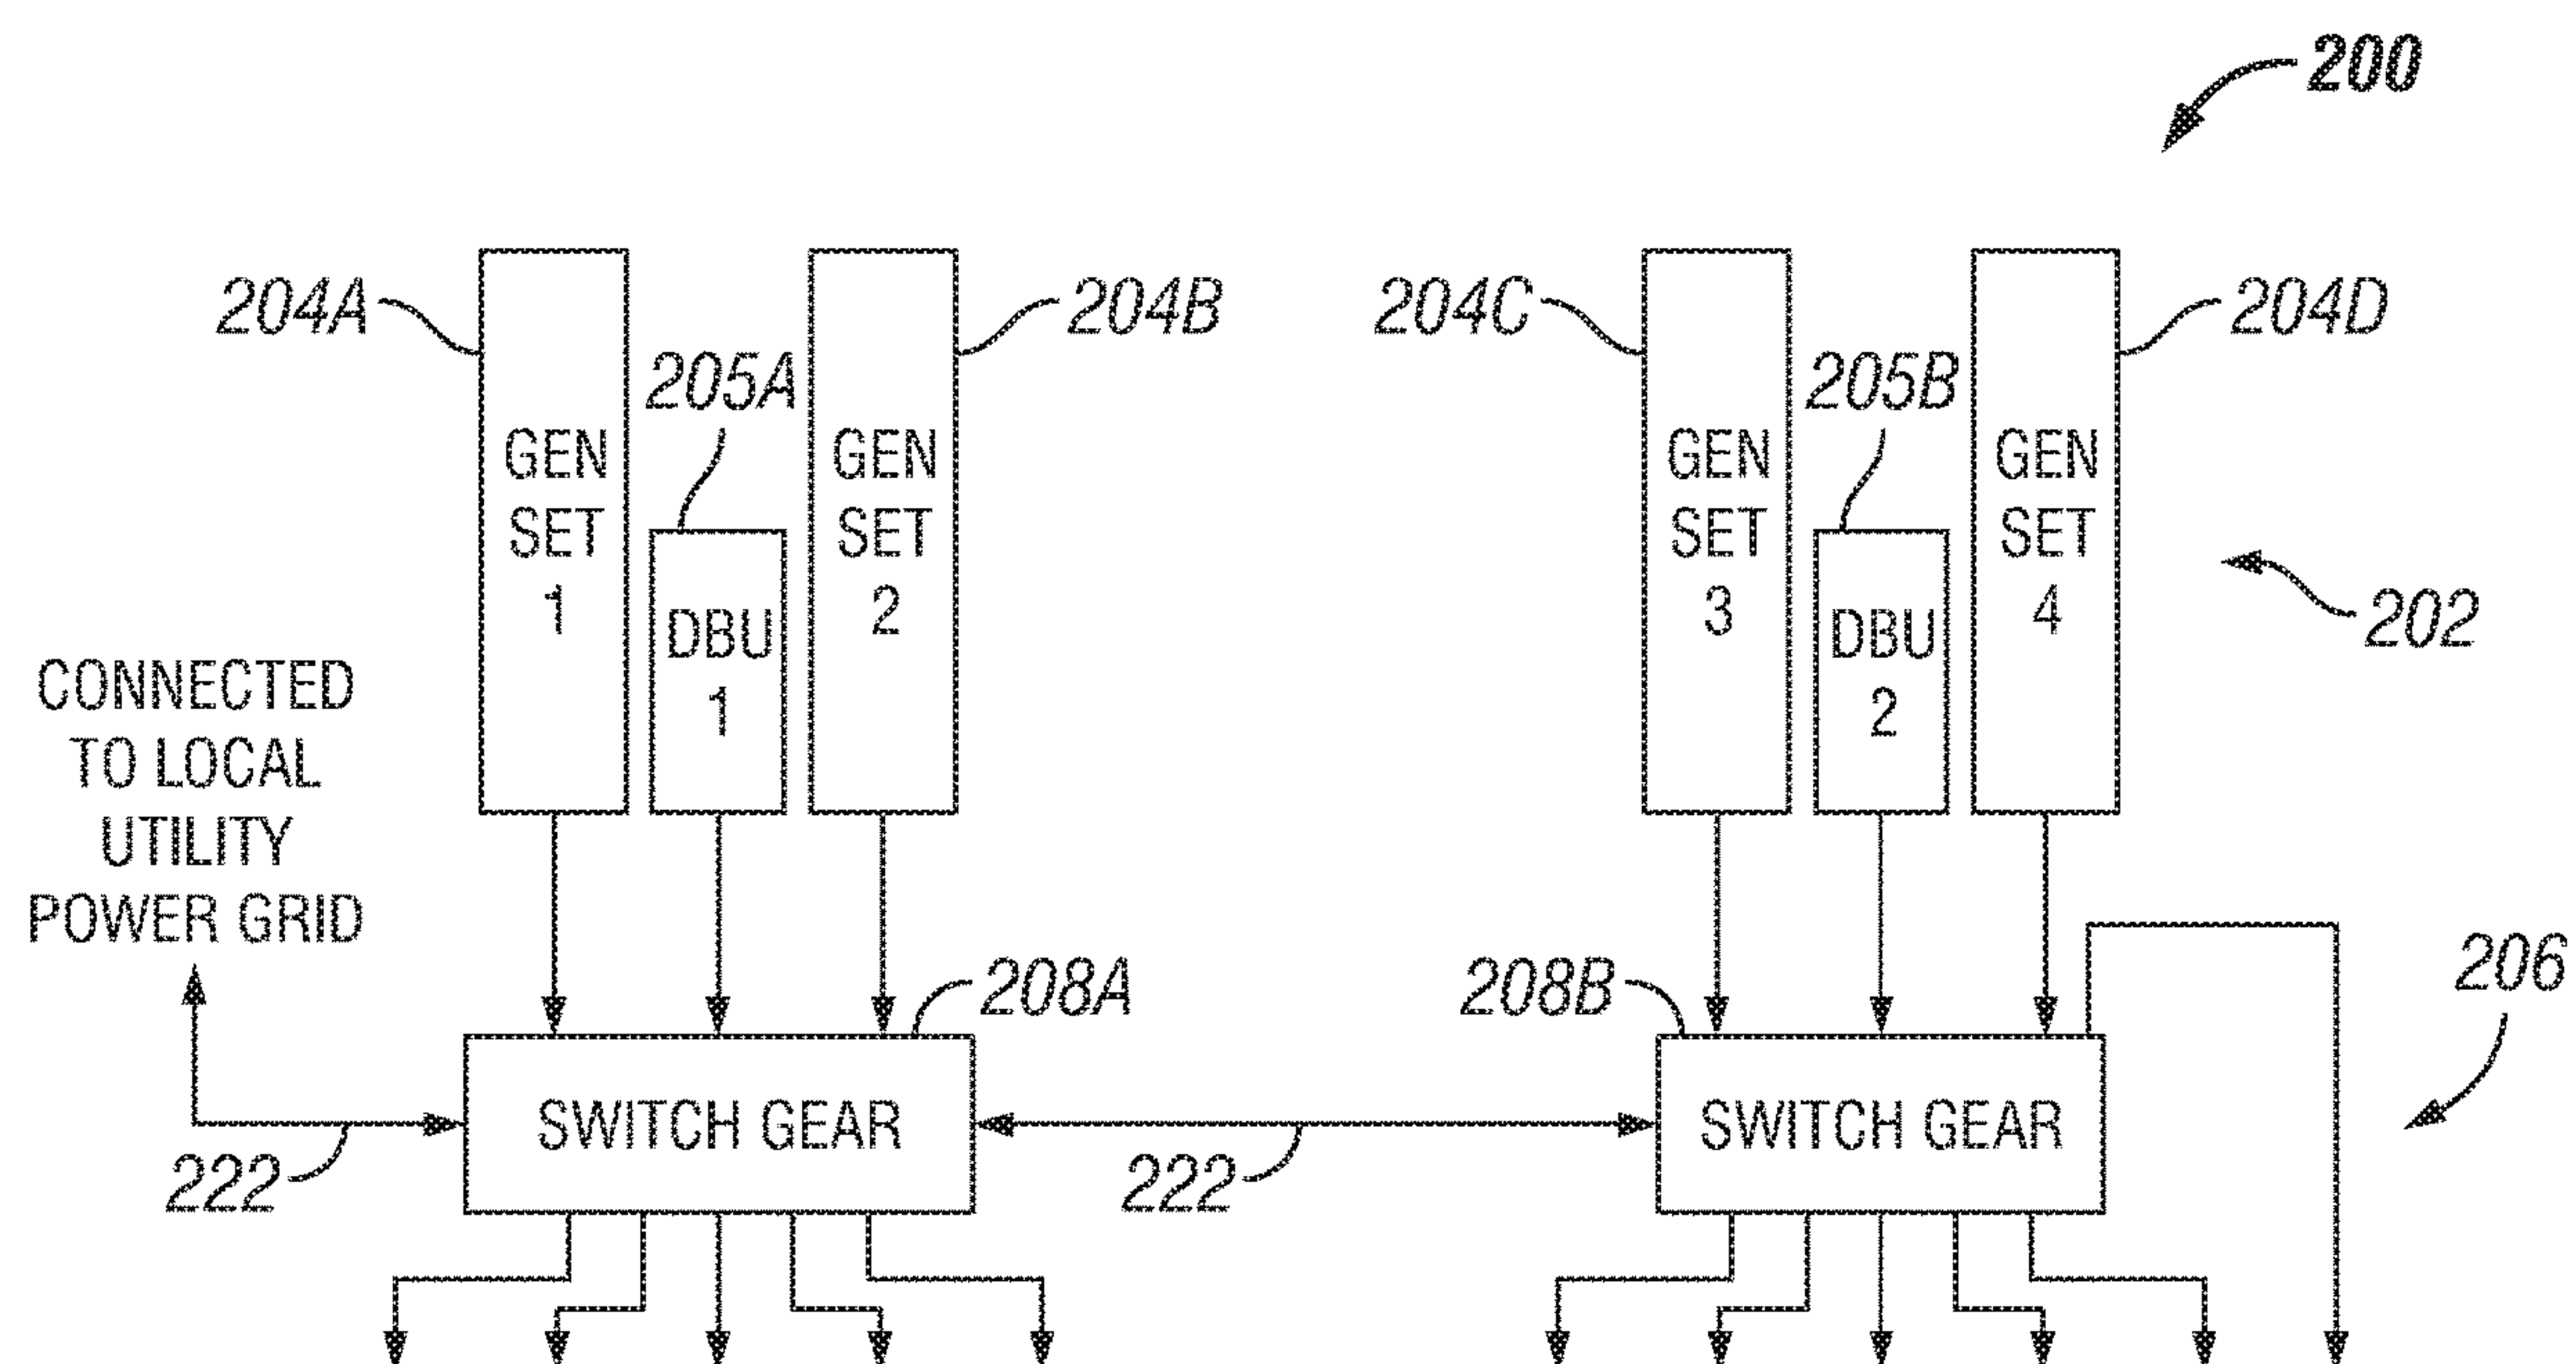 200
204A
204B
204C
204D
205A
205B
GEN
SET
1
DBU
1
GEN
SET
2
GEN
SET
3
DBU
2
GEN
SET
4
202
CONNECTED
TO LOCAL
UTILITY
POWER GRID
208A
208B
206
SWITCH GEAR
SWITCH GEAR
222
222